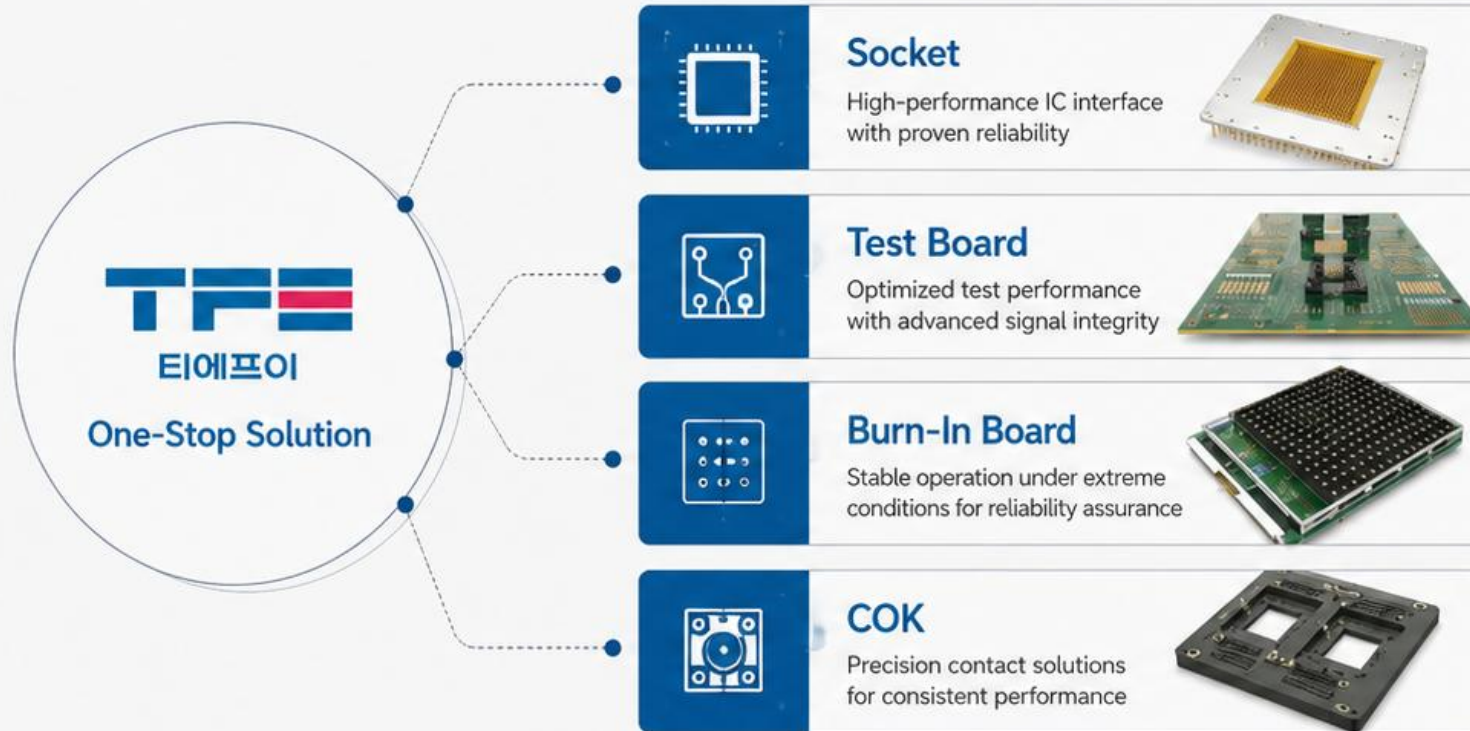 TFE
티에프이
One-Stop Solution
Socket
High-performance IC interface
with proven reliability
Test Board
Optimized test performance
with advanced signal integrity
Burn-In Board
Stable operation under extreme
conditions for reliability assurance
COK
Precision contact solutions
for consistent performance